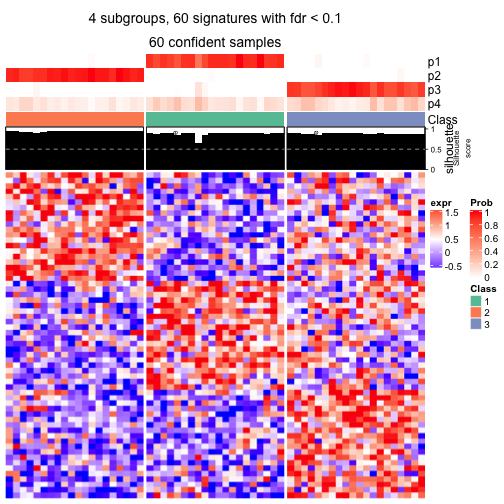 4 subgroups, 60 signatures with fdr < 0.1
60 confident samples
p1
p2
p3
p4
Class
1
0.5
0
silhouette
Silhouette
score
expr
1.5
1
0.5
0
-0.5
Prob
1
0.8
0.6
0.4
0.2
0
Class
1
2
3